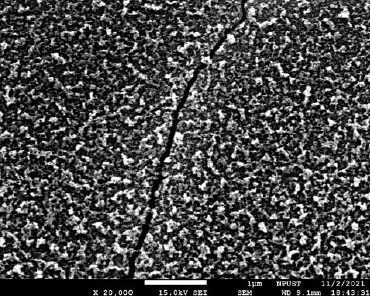 1μm NPUST 11/2/2021
X 20,000 15.0kV SEI SEM WD 9.1mm 18:43:31